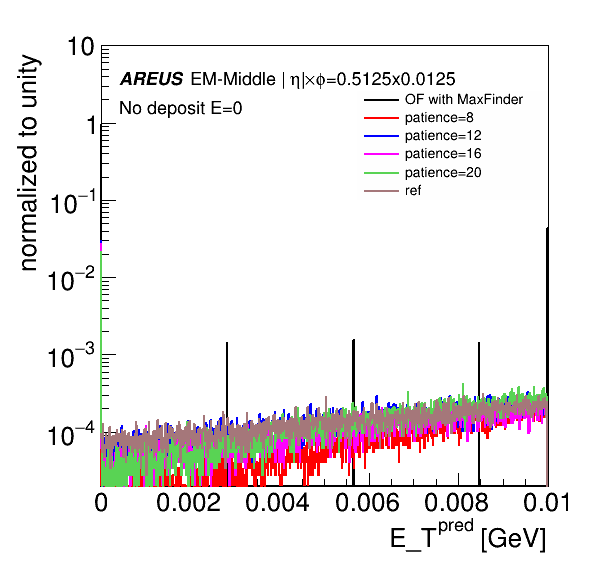 normalized to unity
10
1
10^−1
10^−2
10^−3
10^−4
AREUS EM-Middle | η|×ϕ=0.5125x0.0125
No deposit E=0
OF with MaxFinder
patience=8
patience=12
patience=16
patience=20
ref
0 0.002 0.004 0.006 0.008 0.01
E_T^pred [GeV]